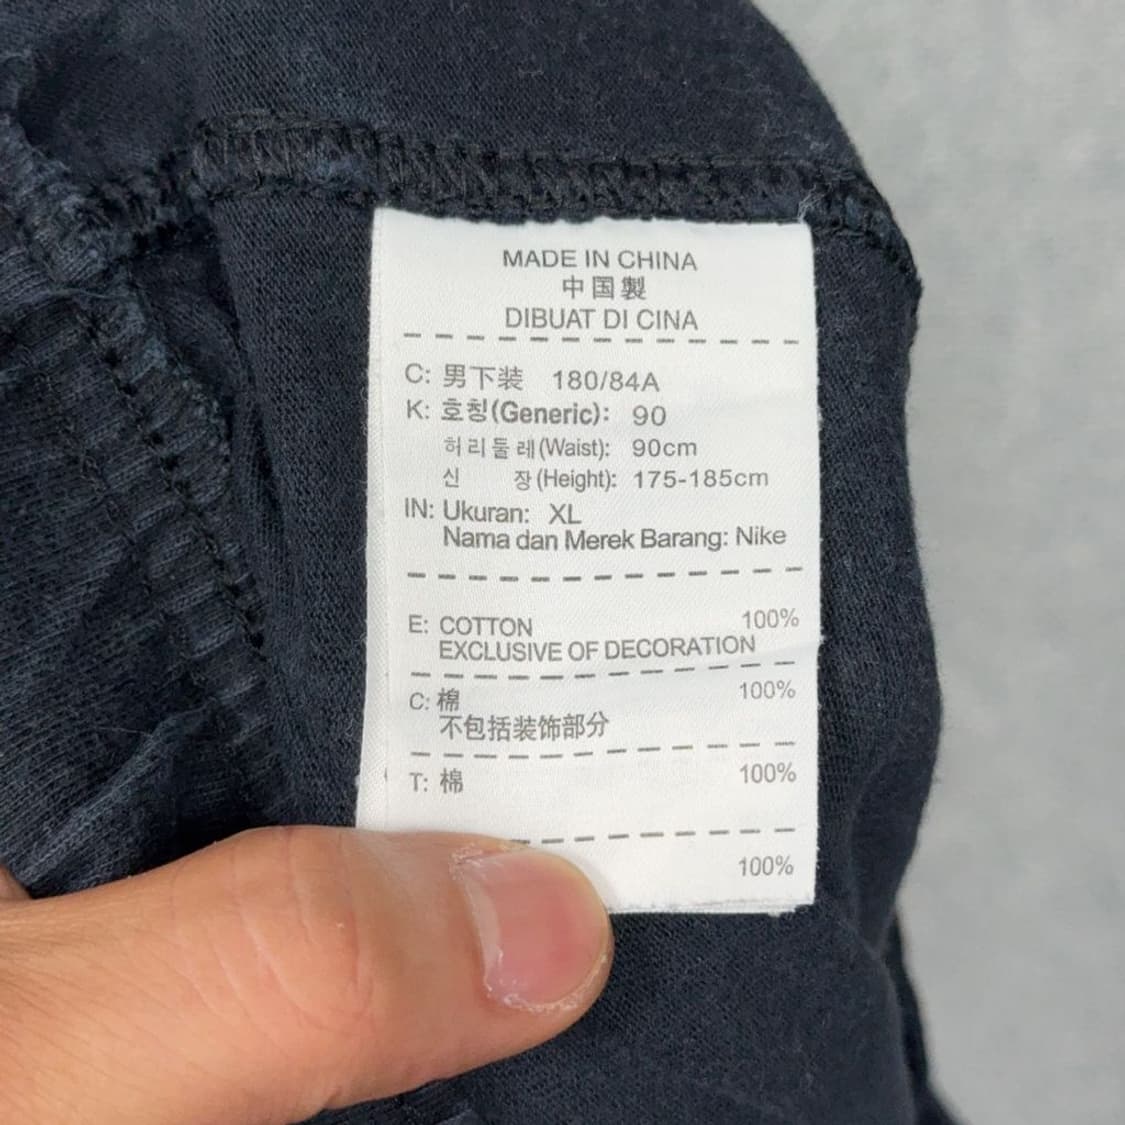 MADE IN CHINA
中国製
DIBUAT DI CINA
C: 男下装 180/84A
K: 호칭(Generic): 90
허리둘레(Waist): 90cm
신 장(Height): 175-185cm
IN: Ukuran: XL
Nama dan Merek Barang: Nike
E: COTTON 100%
EXCLUSIVE OF DECORATION
C: 棉 100%
不包括装饰部分
T: 棉 100%
100%